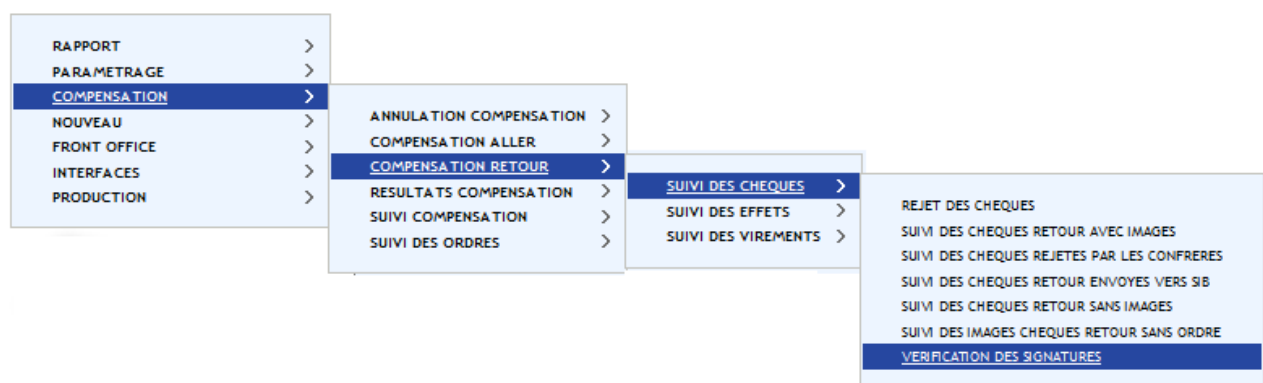 RAPPORT
PARAMETRAGE
COMPENSATION
NOUVEAU
FRONT OFFICE
INTERFACES
PRODUCTION
ANNULATION COMPENSATION
COMPENSATION ALLER
COMPENSATION RETOUR
RESULTATS COMPENSATION
SUIVI COMPENSATION
SUIVI DES ORDRES
SUIVI DES CHEQUES
SUIVI DES EFFETS
SUIVI DES VIREMENTS
REJET DES CHEQUES
SUIVI DES CHEQUES RETOUR AVEC IMAGES
SUIVI DES CHEQUES REJETES PAR LES CONFRERES
SUIVI DES CHEQUES RETOUR ENVOYES VERS SIB
SUIVI DES CHEQUES RETOUR SANS IMAGES
SUIVI DES IMAGES CHEQUES RETOUR SANS ORDRE
VERIFICATION DES SIGNATURES